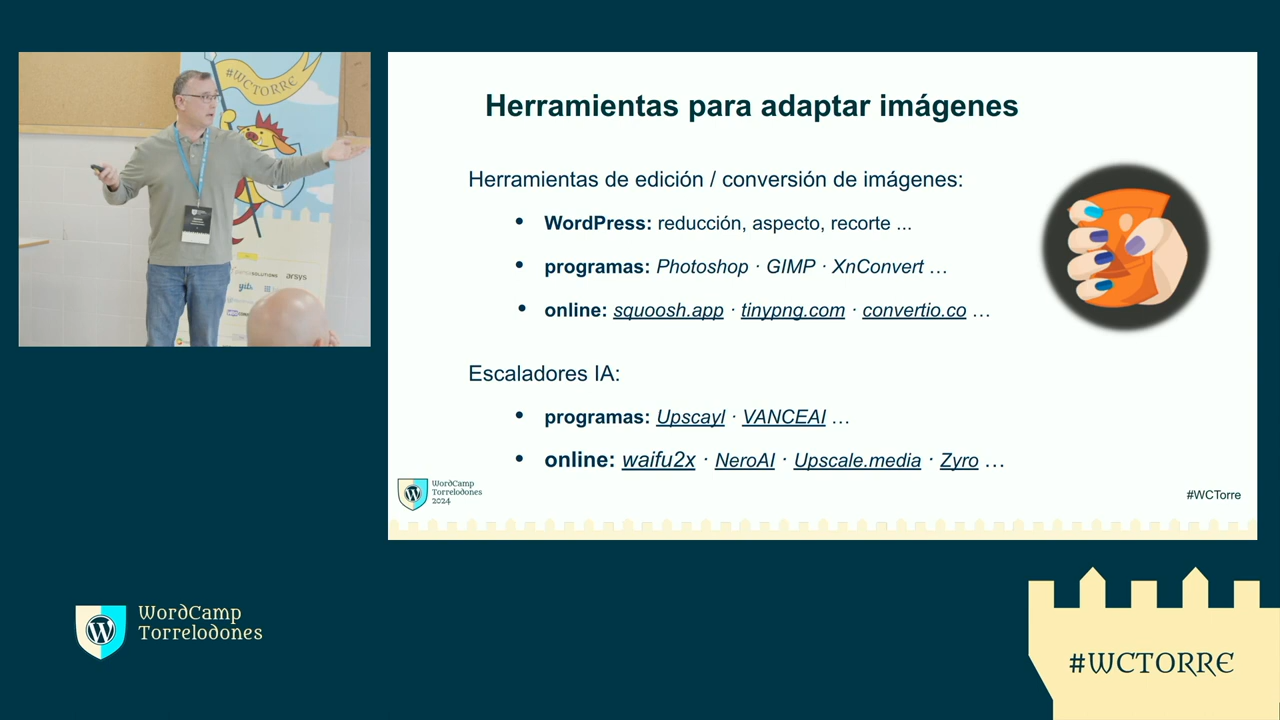 #WCTORRE
arsys
Herramientas para adaptar imágenes
Herramientas de edición / conversión de imágenes:
• WordPress: reducción, aspecto, recorte ...
• programas: Photoshop · GIMP · XnConvert …
• online: squoosh.app · tinypng.com · convertio.co …
Escaladores IA:
• programas: Upscayl · VANCEAI …
• online: waifu2x · NeroAI · Upscale.media · Zyro …
WordCamp
Torrelodones
2024
#WCTorre
WordCamp
Torrelodones
#WCTORRE